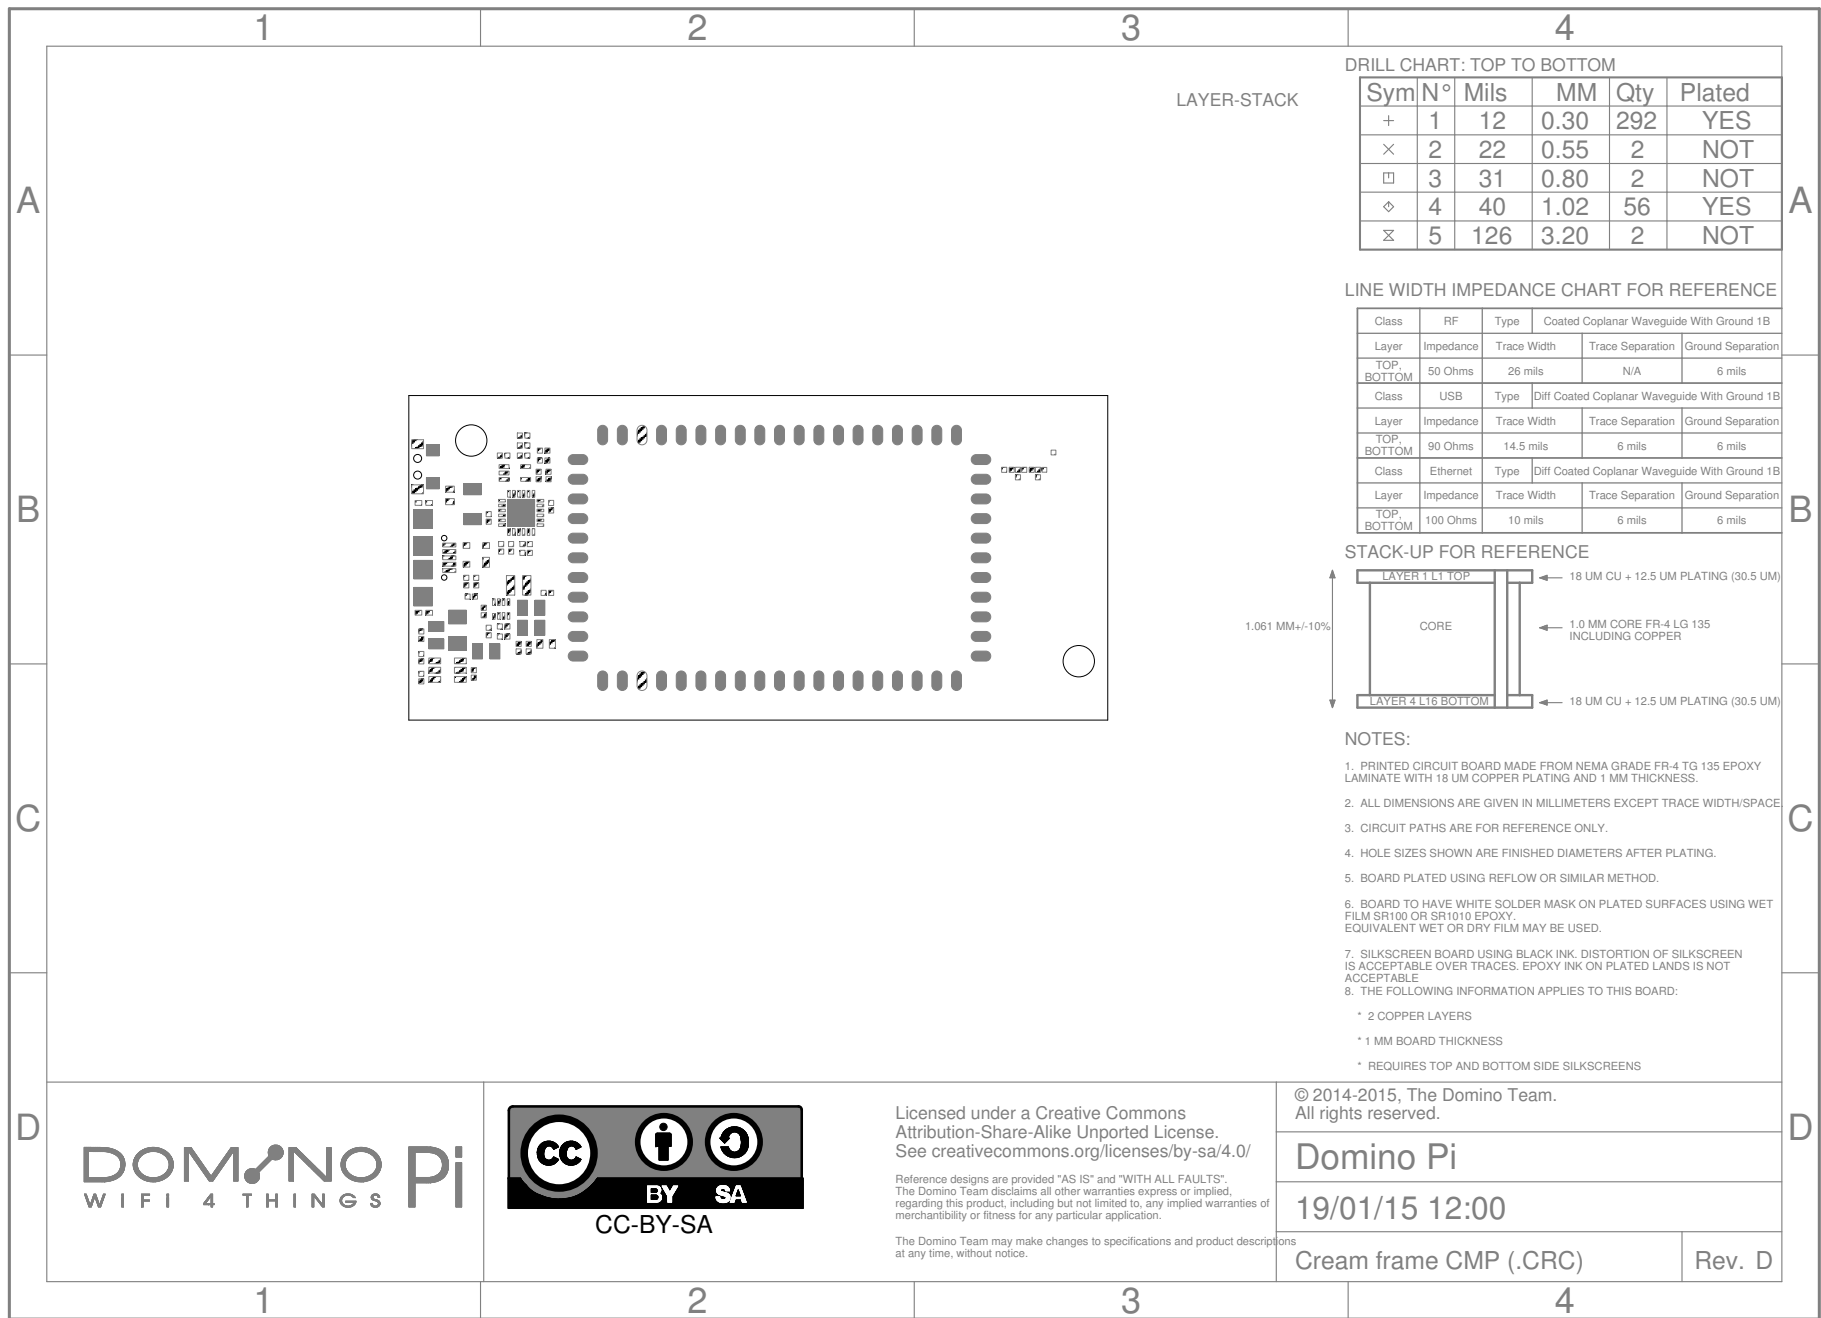 1 2 3 4
A
B
C
D
A
B
C
D
LAYER-STACK
DRILL CHART: TOP TO BOTTOM
Sym N° Mils MM Qty Plated
+ 1 12 0.30 292 YES
× 2 22 0.55 2 NOT
3 31 0.80 2 NOT
4 40 1.02 56 YES
5 126 3.20 2 NOT
LINE WIDTH IMPEDANCE CHART FOR REFERENCE
Class RF Type Coated Coplanar Waveguide With Ground 1B
Layer Impedance Trace Width Trace Separation Ground Separation
TOP,
BOTTOM 50 Ohms 26 mils N/A 6 mils
Class USB Type Diff Coated Coplanar Waveguide With Ground 1B
Layer Impedance Trace Width Trace Separation Ground Separation
TOP,
BOTTOM 90 Ohms 14.5 mils 6 mils 6 mils
Class Ethernet Type Diff Coated Coplanar Waveguide With Ground 1B
Layer Impedance Trace Width Trace Separation Ground Separation
TOP,
BOTTOM 100 Ohms 10 mils 6 mils 6 mils
STACK-UP FOR REFERENCE
LAYER 1 L1 TOP 18 UM CU + 12.5 UM PLATING (30.5 UM)
1.061 MM+/-10% CORE 1.0 MM CORE FR-4 LG 135
INCLUDING COPPER
LAYER 4 L16 BOTTOM 18 UM CU + 12.5 UM PLATING (30.5 UM)
NOTES:
1. PRINTED CIRCUIT BOARD MADE FROM NEMA GRADE FR-4 TG 135 EPOXY
LAMINATE WITH 18 UM COPPER PLATING AND 1 MM THICKNESS.
2. ALL DIMENSIONS ARE GIVEN IN MILLIMETERS EXCEPT TRACE WIDTH/SPACE
3. CIRCUIT PATHS ARE FOR REFERENCE ONLY.
4. HOLE SIZES SHOWN ARE FINISHED DIAMETERS AFTER PLATING.
5. BOARD PLATED USING REFLOW OR SIMILAR METHOD.
6. BOARD TO HAVE WHITE SOLDER MASK ON PLATED SURFACES USING WET
FILM SR100 OR SR1010 EPOXY.
EQUIVALENT WET OR DRY FILM MAY BE USED.
7. SILKSCREEN BOARD USING BLACK INK. DISTORTION OF SILKSCREEN
IS ACCEPTABLE OVER TRACES. EPOXY INK ON PLATED LANDS IS NOT
ACCEPTABLE
8. THE FOLLOWING INFORMATION APPLIES TO THIS BOARD:
* 2 COPPER LAYERS
* 1 MM BOARD THICKNESS
* REQUIRES TOP AND BOTTOM SIDE SILKSCREENS
DOMINO Pi
WIFI 4 THINGS
cc
BY SA
CC-BY-SA
Licensed under a Creative Commons
Attribution-Share-Alike Unported License.
See creativecommons.org/licenses/by-sa/4.0/
Reference designs are provided "AS IS" and "WITH ALL FAULTS".
The Domino Team disclaims all other warranties express or implied,
regarding this product, including but not limited to, any implied warranties of
merchantibility or fitness for any particular application.
The Domino Team may make changes to specifications and product descriptions
at any time, without notice.
© 2014-2015, The Domino Team.
All rights reserved.
Domino Pi
19/01/15 12:00
Cream frame CMP (.CRC) Rev. D
1 2 3 4